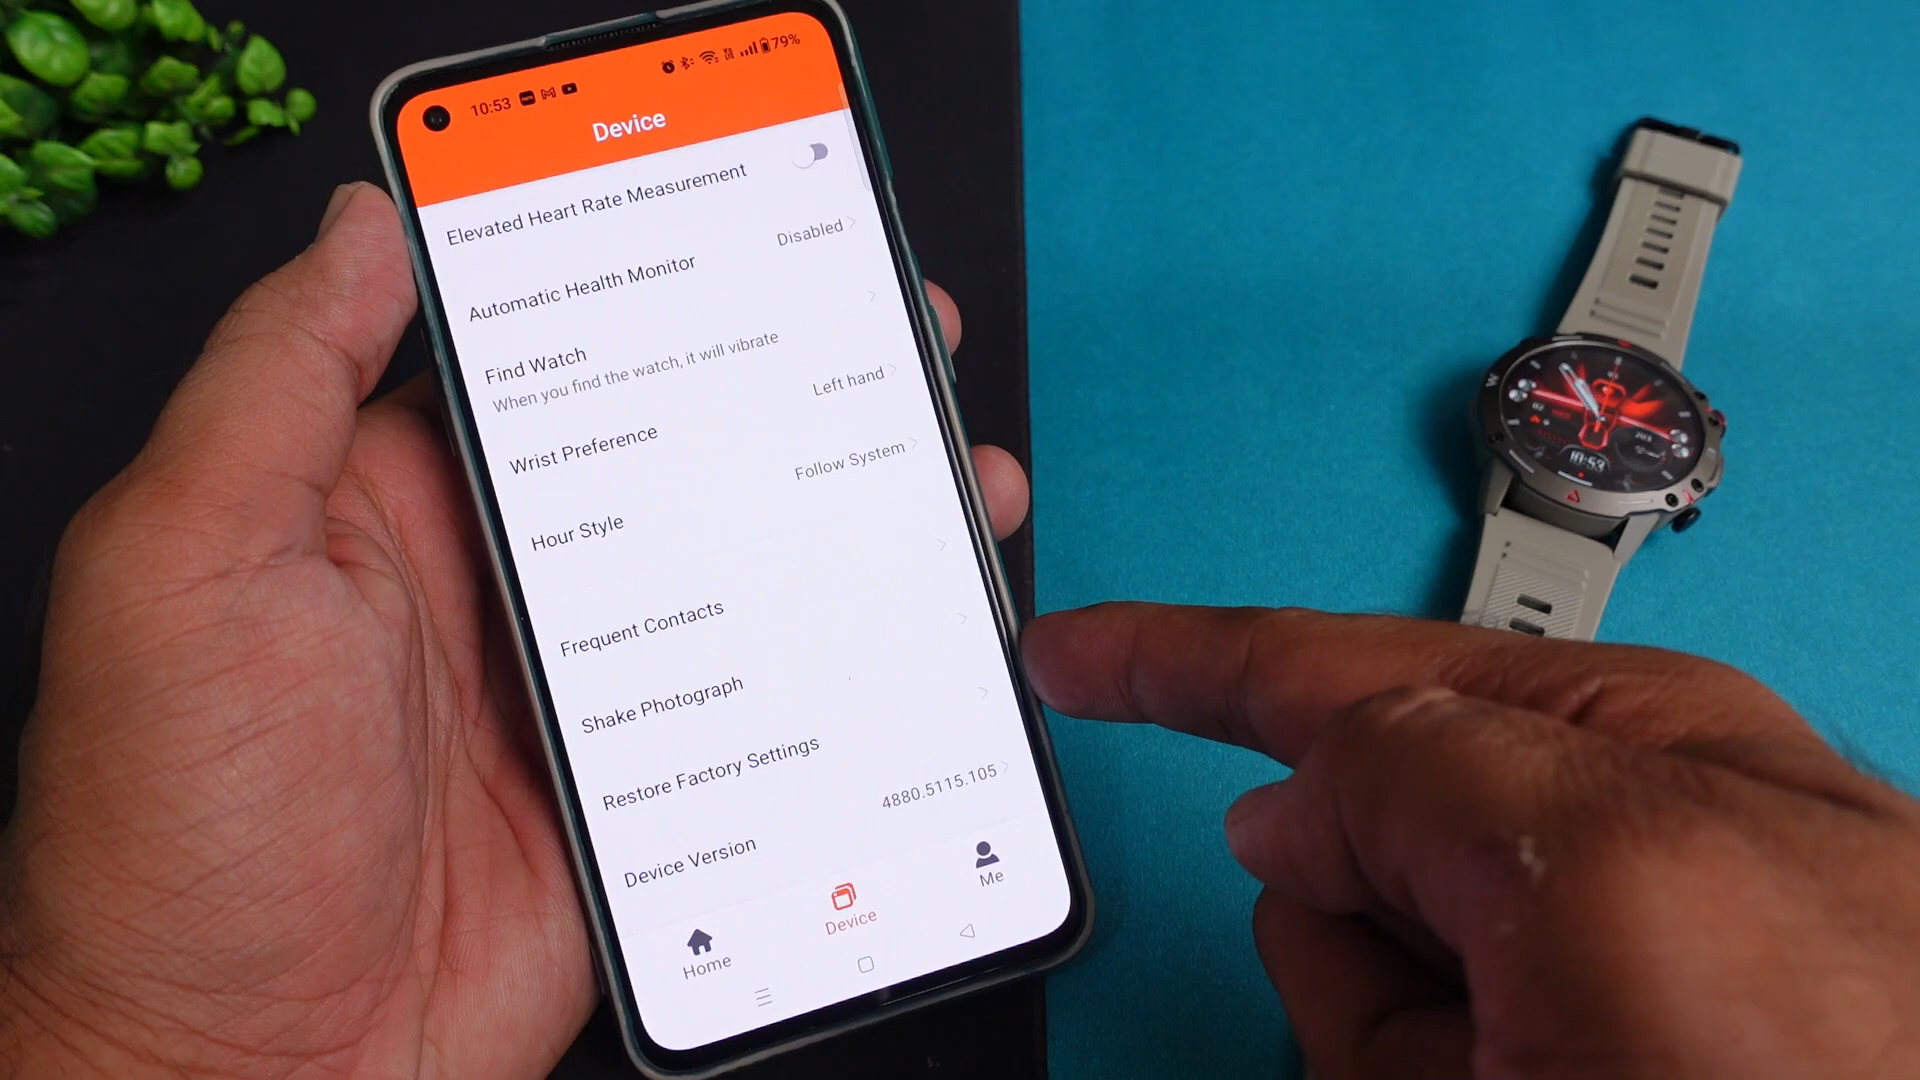 10:53
79%
Device
Elevated Heart Rate Measurement
Automatic Health Monitor
Disabled
Find Watch
When you find the watch, it will vibrate
Wrist Preference
Left hand
Hour Style
Follow System
Frequent Contacts
Shake Photograph
Restore Factory Settings
Device Version
4880.5115.105
Home
Device
Me
10:53